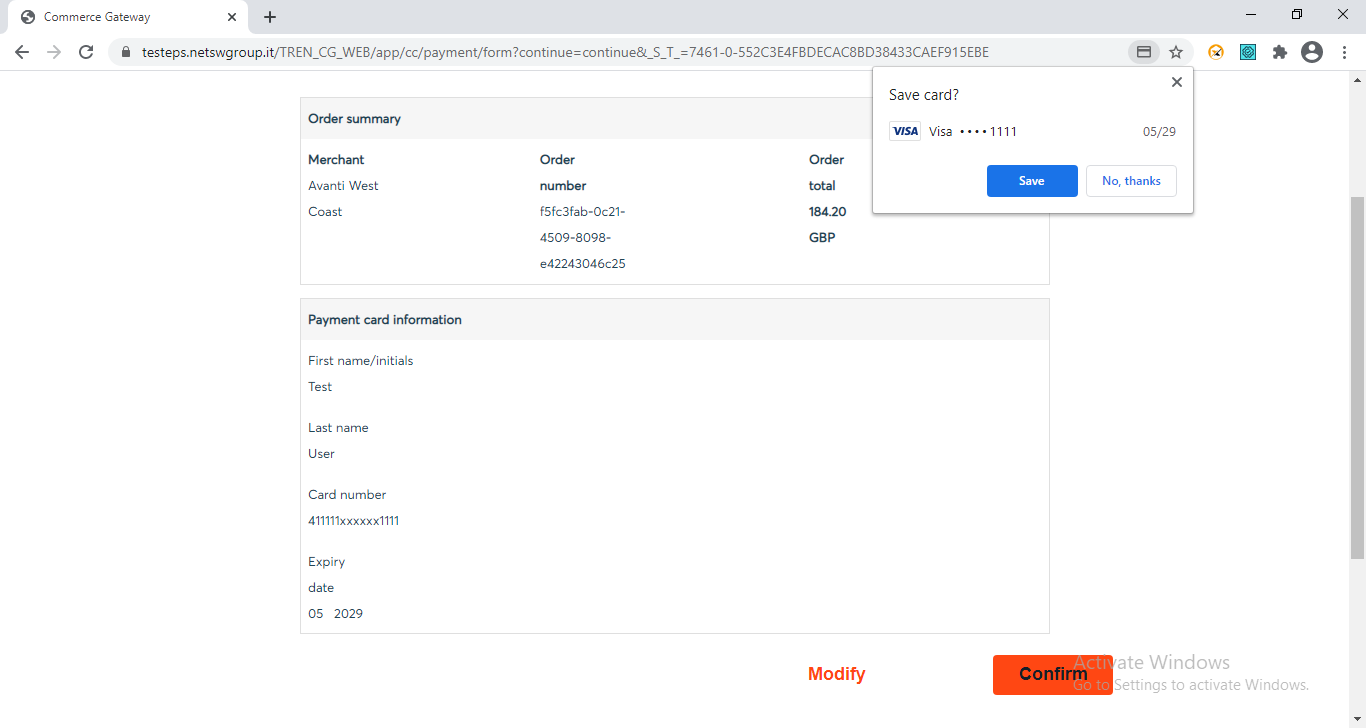 Commerce Gateway
testeps.netswgroup.it/TREN_CG_WEB/app/cc/payment/form?continue=continue&_S_T_=7461-0-552C3E4FBDECAC8BD38433CAEF915EBE
Save card?
VISA Visa •••• 1111 05/29
Save No, thanks
Order summary
Merchant
Avanti West
Coast
Order
number
f5fc3fab-0c21-
4509-8098-
e42243046c25
Order
total
184.20
GBP
Payment card information
First name/initials
Test
Last name
User
Card number
411111xxxxxx1111
Expiry
date
05 2029
Modify Confirm
Activate Windows
Go to Settings to activate Windows.